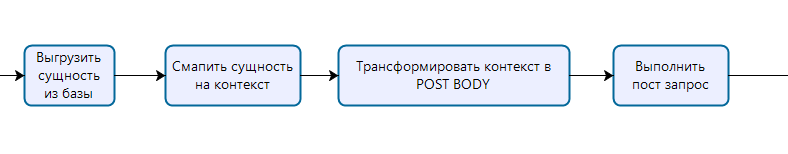 Выгрузить
сущность
из базы
Смапить сущность
на контекст
Трансформировать контекст в
POST BODY
Выполнить
пост запрос